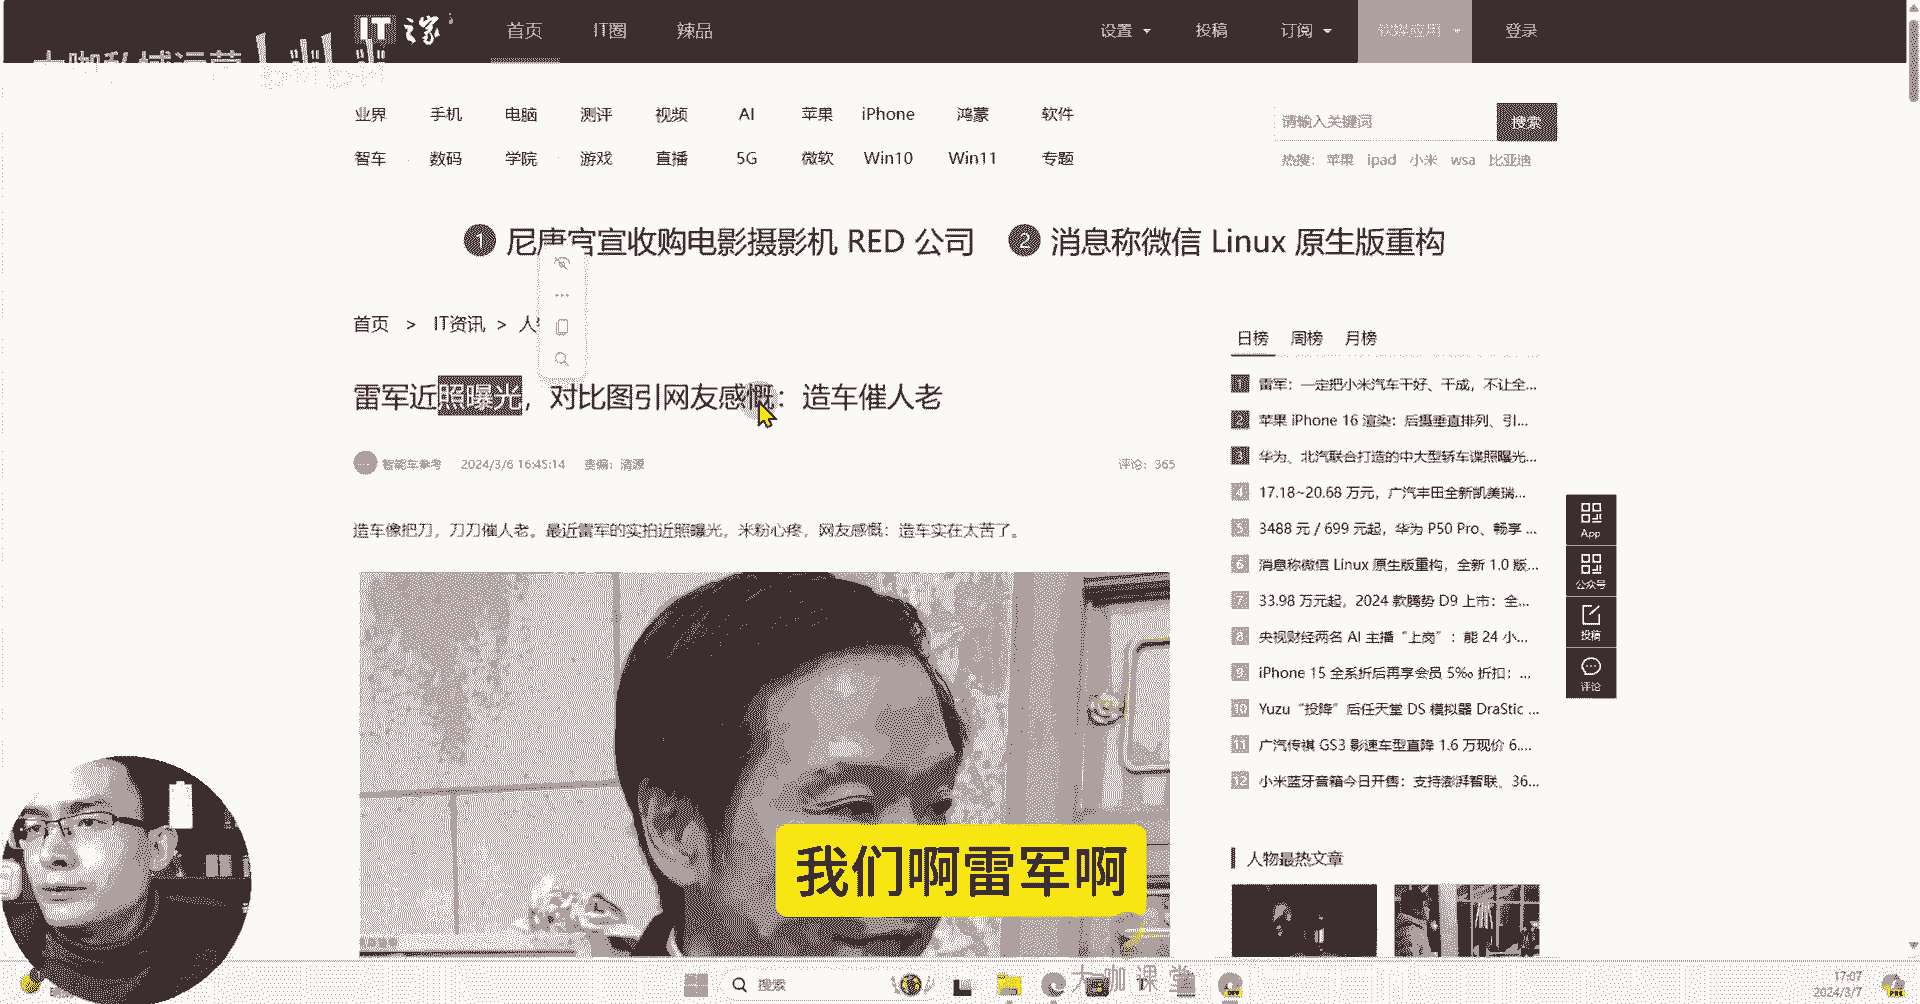 IT之家 首页 IT圈 辣品 设置 投稿 订阅 软媒应用 登录
大咖私域运营 bilibili
业界 手机 电脑 测评 视频 AI 苹果 iPhone 鸿蒙 软件
请输入关键词 搜索
智车 数码 学院 游戏 直播 5G 微软 Win10 Win11 专题
热搜: 苹果 ipad 小米 wsa 比亚迪
1 尼康官宣收购电影摄影机 RED 公司 2 消息称微信 Linux 原生版重构
首页 > IT资讯 > 人
雷军近照曝光，对比图引网友感慨：造车催人老
智能车参考 2024/3/6 16:45:14 责编：清源 评论：365
造车像把刀，刀刀催人老。最近雷军的实拍近照曝光，米粉心疼，网友感慨：造车实在太苦了。
日榜 周榜 月榜
1 雷军：一定把小米汽车干好、干成，不让全...
2 苹果 iPhone 16 渲染：后摄垂直排列、引...
3 华为、北汽联合打造的中大型轿车谍照曝光...
4 17.18~20.68 万元，广汽丰田全新凯美瑞...
5 3488 元 / 699 元起，华为 P50 Pro、畅享 ...
6 消息称微信 Linux 原生版重构，全新 1.0 版...
7 33.98 万元起，2024 款腾势 D9 上市：全...
8 央视财经两名 AI 主播“上岗”：能 24 小...
9 iPhone 15 全系折后再享会员 5‰ 折扣：...
10 Yuzu“投降”后任天堂 DS 模拟器 DraStic ...
11 广汽传祺 GS3 影速车型直降 1.6 万现价 6....
12 小米蓝牙音箱今日开售：支持澎湃智联、36...
App
公众号
投稿
评论
人物最热文章
我们啊雷军啊
搜索
大咖课堂
17:07
2024/3/7